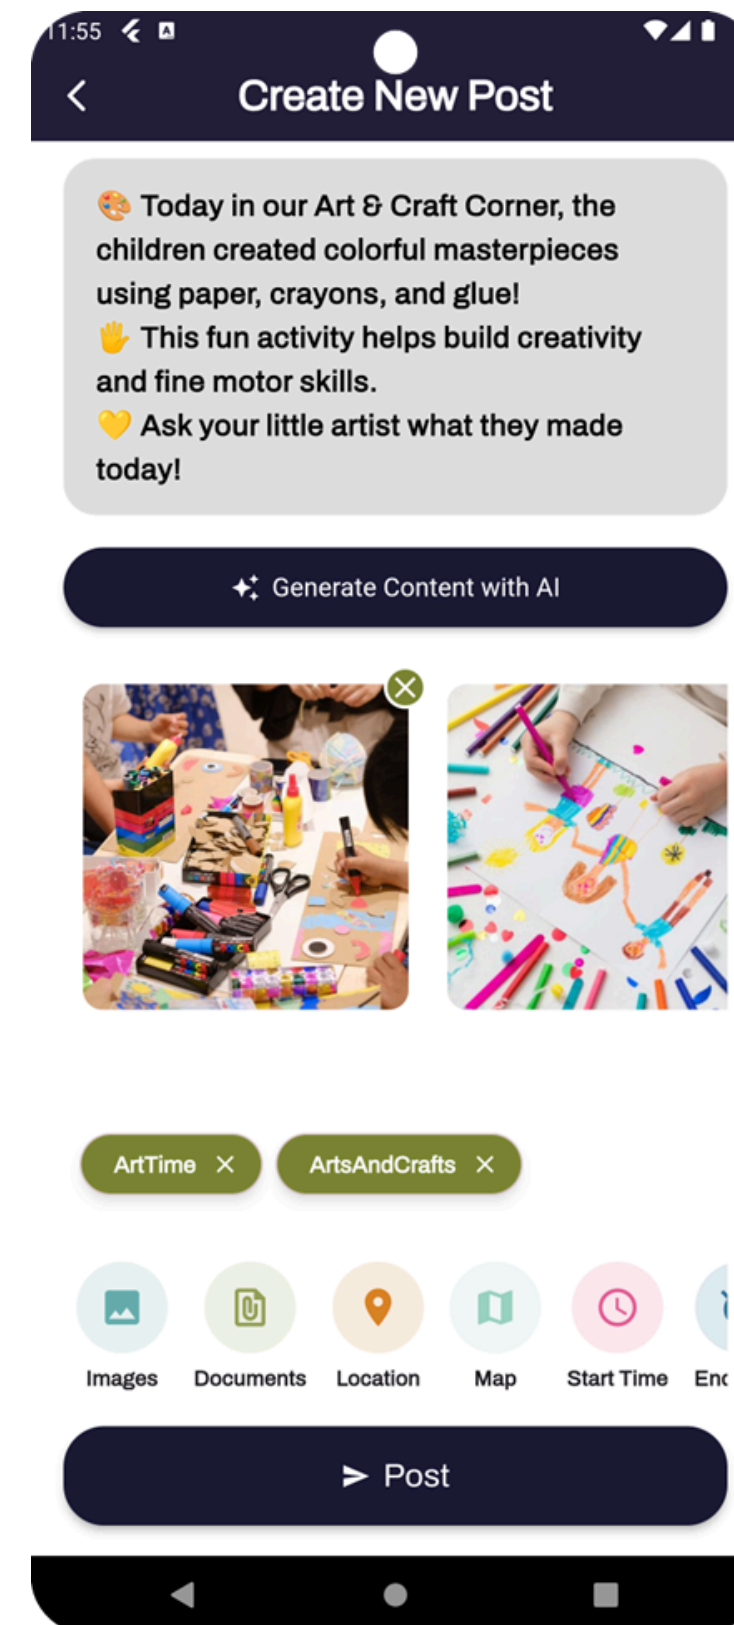 11:55
Create New Post
🎨 Today in our Art & Craft Corner, the
children created colorful masterpieces
using paper, crayons, and glue!
🖐️ This fun activity helps build creativity
and fine motor skills.
💛 Ask your little artist what they made
today!
Generate Content with AI
ArtTime
ArtsAndCrafts
Images
Documents
Location
Map
Start Time
Post